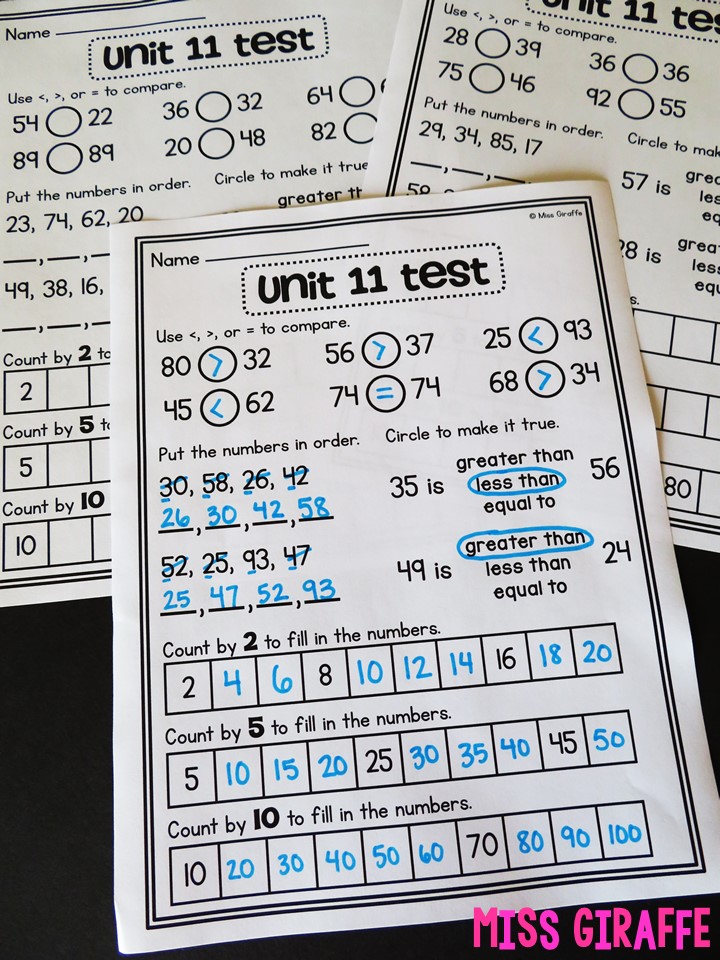 Name
Unit 11 test
Use <, >, or = to compare.
54 22 36 32 64
89 89 20 48 82
Put the numbers in order. Circle to make it true.
23, 74, 62, 20 greater
49, 38, 16,
Count by 2
2
Count by 5
5
Count by 10
10
Unit 11
Use <, >, or = to compare.
28 39 36 36
75 46 92 55
Put the numbers in order. Circle to
29, 34, 85, 17
57 is
28 is
80
© Miss Giraffe
Name
Unit 11 test
Use <, >, or = to compare.
80 > 32 56 > 37 25 < 93
45 < 62 74 = 74 68 > 34
Put the numbers in order. Circle to make it true.
30, 58, 26, 42
26, 30, 42, 58
35 is greater than less than equal to 56
52, 25, 93, 47
25, 47, 52, 93
49 is greater than less than equal to 24
Count by 2 to fill in the numbers.
2 4 6 8 10 12 14 16 18 20
Count by 5 to fill in the numbers.
5 10 15 20 25 30 35 40 45 50
Count by 10 to fill in the numbers.
10 20 30 40 50 60 70 80 90 100
MISS GIRAFFE